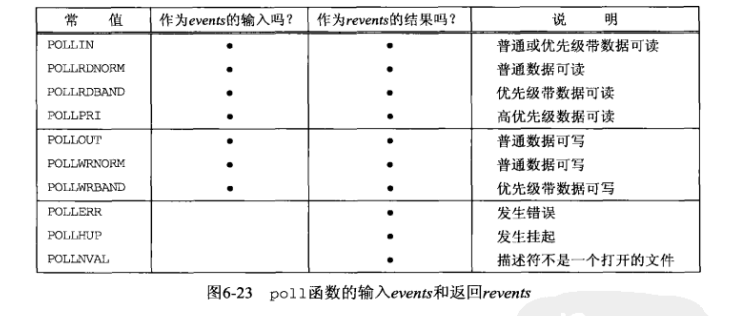 常 值 作为events的输入吗？ 作为revents的结果吗？ 说 明
POLLIN • • 普通或优先级带数据可读
POLLRDNORM • • 普通数据可读
POLLRDBAND • • 优先级带数据可读
POLLPRI • • 高优先级数据可读
POLLOUT • • 普通数据可写
POLLWRNORM • • 普通数据可写
POLLWRBAND • • 优先级带数据可写
POLLERR • 发生错误
POLLHUP • 发生挂起
POLLNVAL • 描述符不是一个打开的文件
图6-23 poll函数的输入events和返回revents